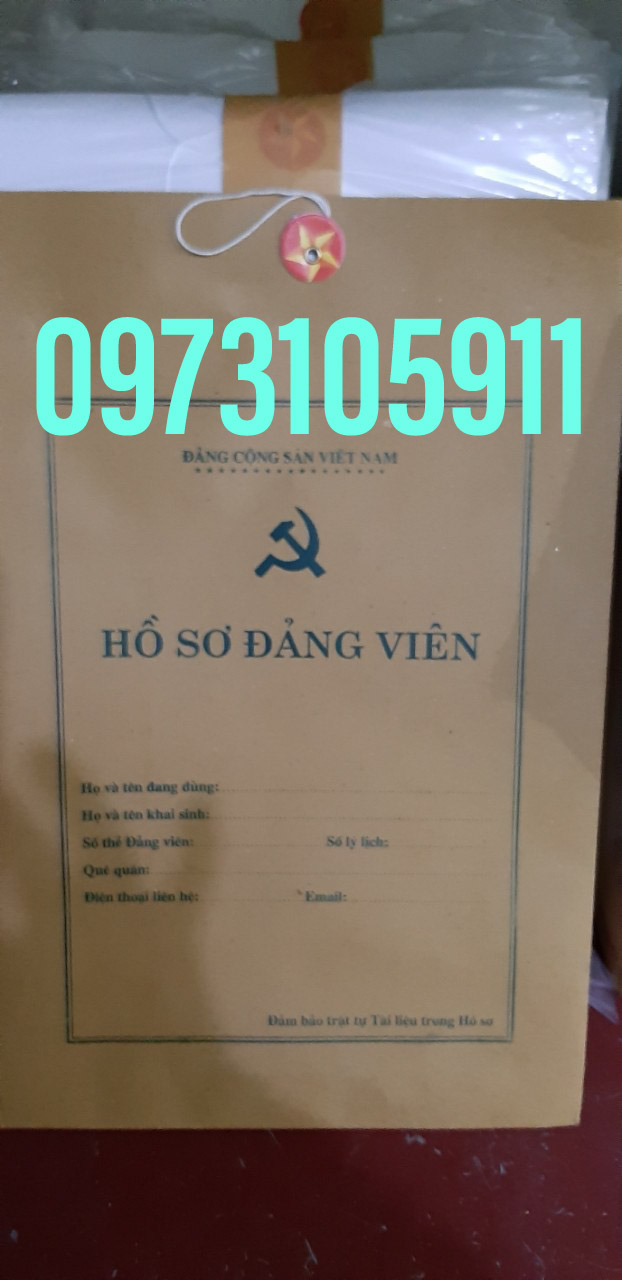 0973105911
ĐẢNG CỘNG SẢN VIỆT NAM
HỒ SƠ ĐẢNG VIÊN
Họ và tên đang dùng:
Họ và tên khai sinh:
Số thẻ Đảng viên: Số lý lịch:
Quê quán:
Điện thoại liên hệ: Email:
Đảm bảo trật tự Tài liệu trong Hồ sơ